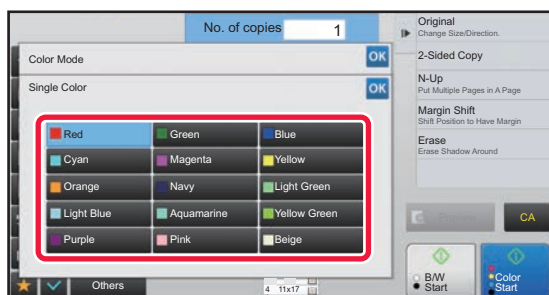 No. of copies 1
Color Mode OK
Single Color OK
Red Green Blue
Cyan Magenta Yellow
Orange Navy Light Green
Light Blue Aquamarine Yellow Green
Purple Pink Beige
Others
4 11x17
Original
Change Size/Direction.
2-Sided Copy
N-Up
Put Multiple Pages in A Page
Margin Shift
Shift Position to Have Margin
Erase
Erase Shadow Around
CA
B/W
Start
Color
Start